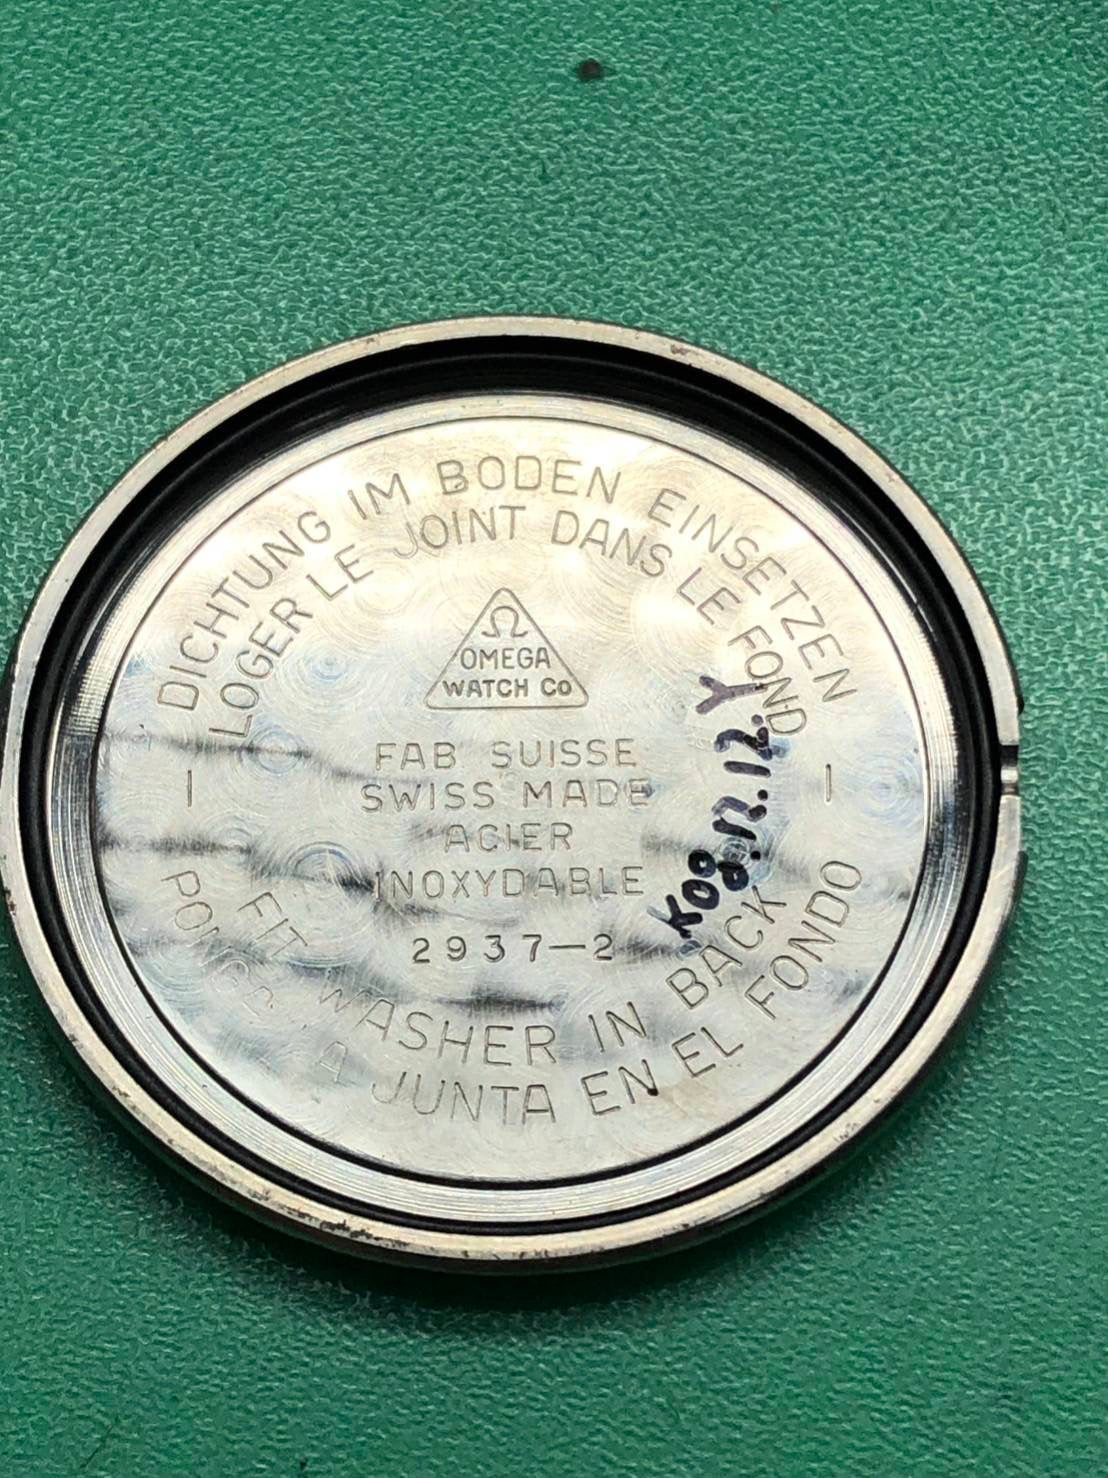 DICHTUNG IM BODEN EINSETZEN
LOGER LE JOINT DANS LE FOND
Ω
OMEGA
WATCH CO
FAB. SUISSE
SWISS MADE
ACIER
INOXYDABLE
2937-2
FIT WASHER IN BACK
JUNTA EN EL FONDO